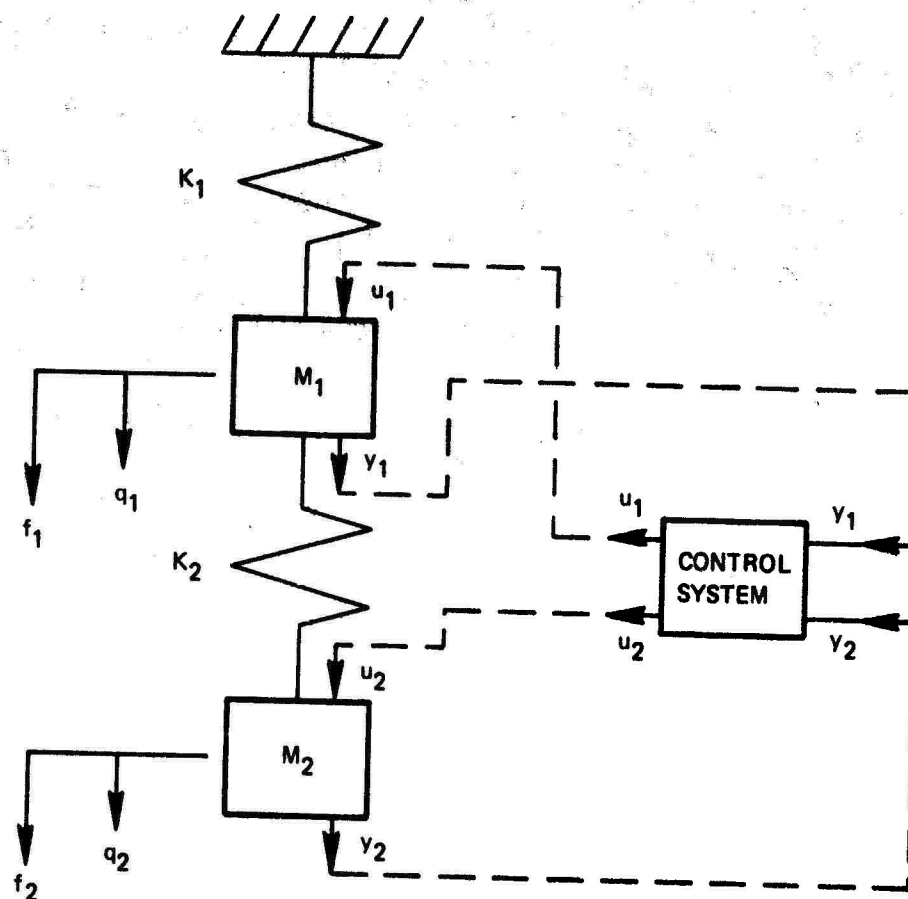 K₁
u₁
M₁
y₁
q₁
f₁
K₂
u₁
CONTROL
SYSTEM
y₁
u₂
y₂
u₂
M₂
y₂
q₂
f₂